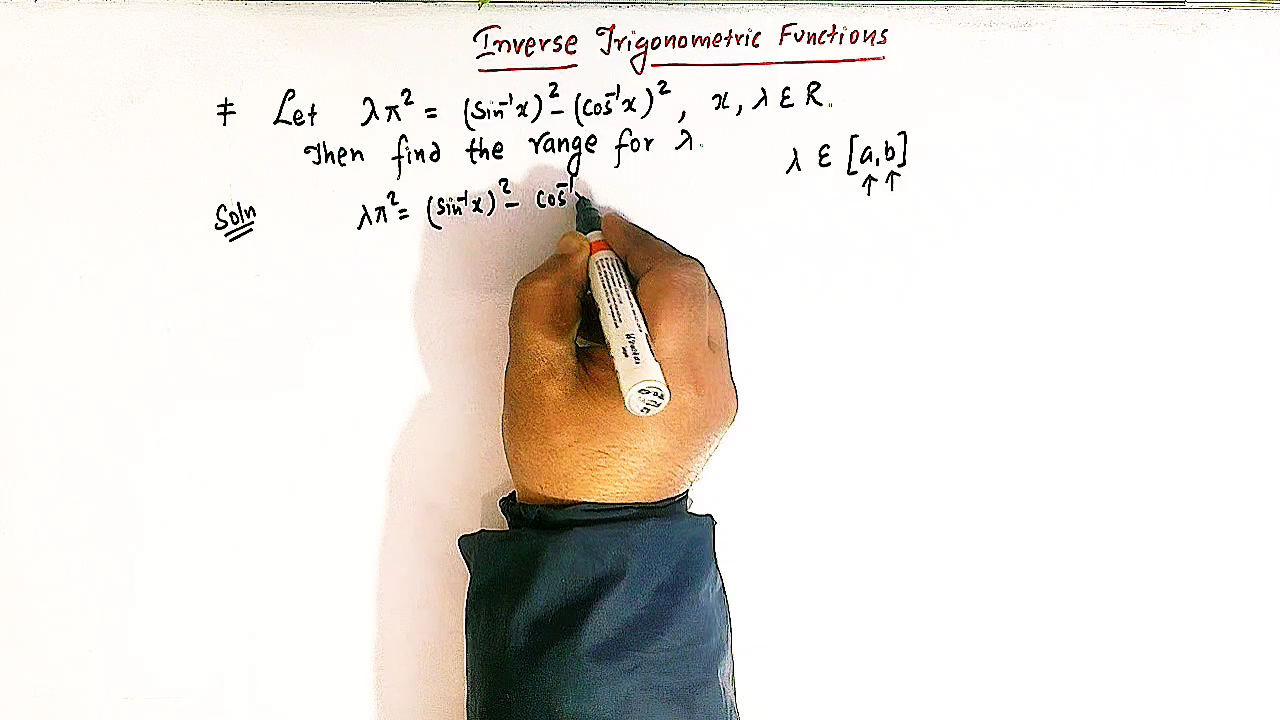 Inverse Trigonometric Functions
‡ Let λπ² = (Sin⁻¹x)² - (Cos⁻¹x)², x, λ ε R.
Then find the range for λ.
λ ε [a,b]
↑ ↑
Soln λπ² = (Sin⁻¹x)² - Cos⁻¹